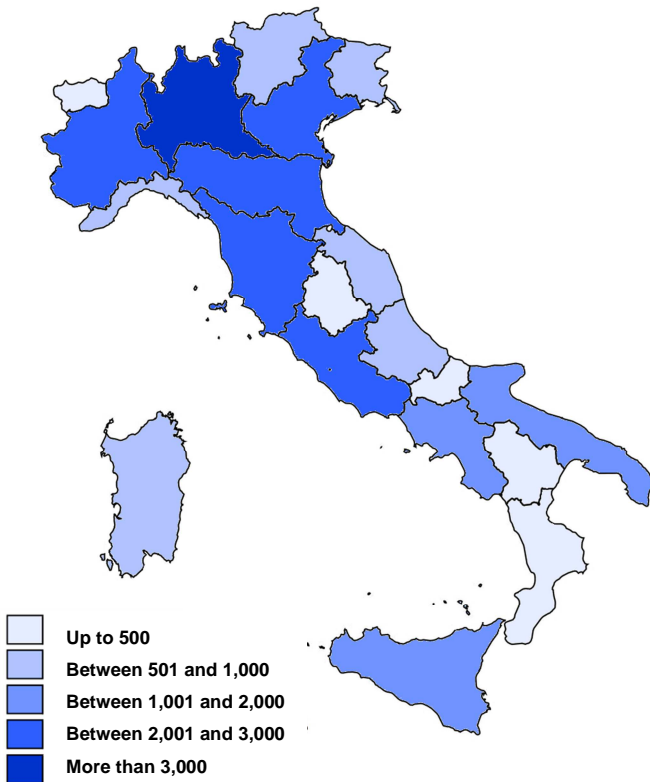 Up to 500
Between 501 and 1,000
Between 1,001 and 2,000
Between 2,001 and 3,000
More than 3,000